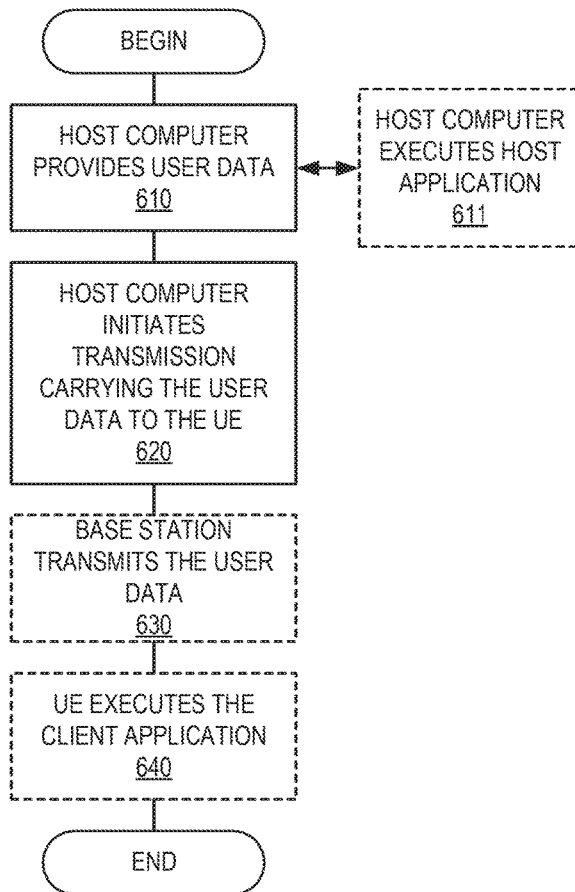 BEGIN
HOST COMPUTER
PROVIDES USER DATA
610
HOST COMPUTER
EXECUTES HOST
APPLICATION
611
HOST COMPUTER
INITIATES
TRANSMISSION
CARRYING THE USER
DATA TO THE UE
620
BASE STATION
TRANSMITS THE USER
DATA
630
UE EXECUTES THE
CLIENT APPLICATION
640
END